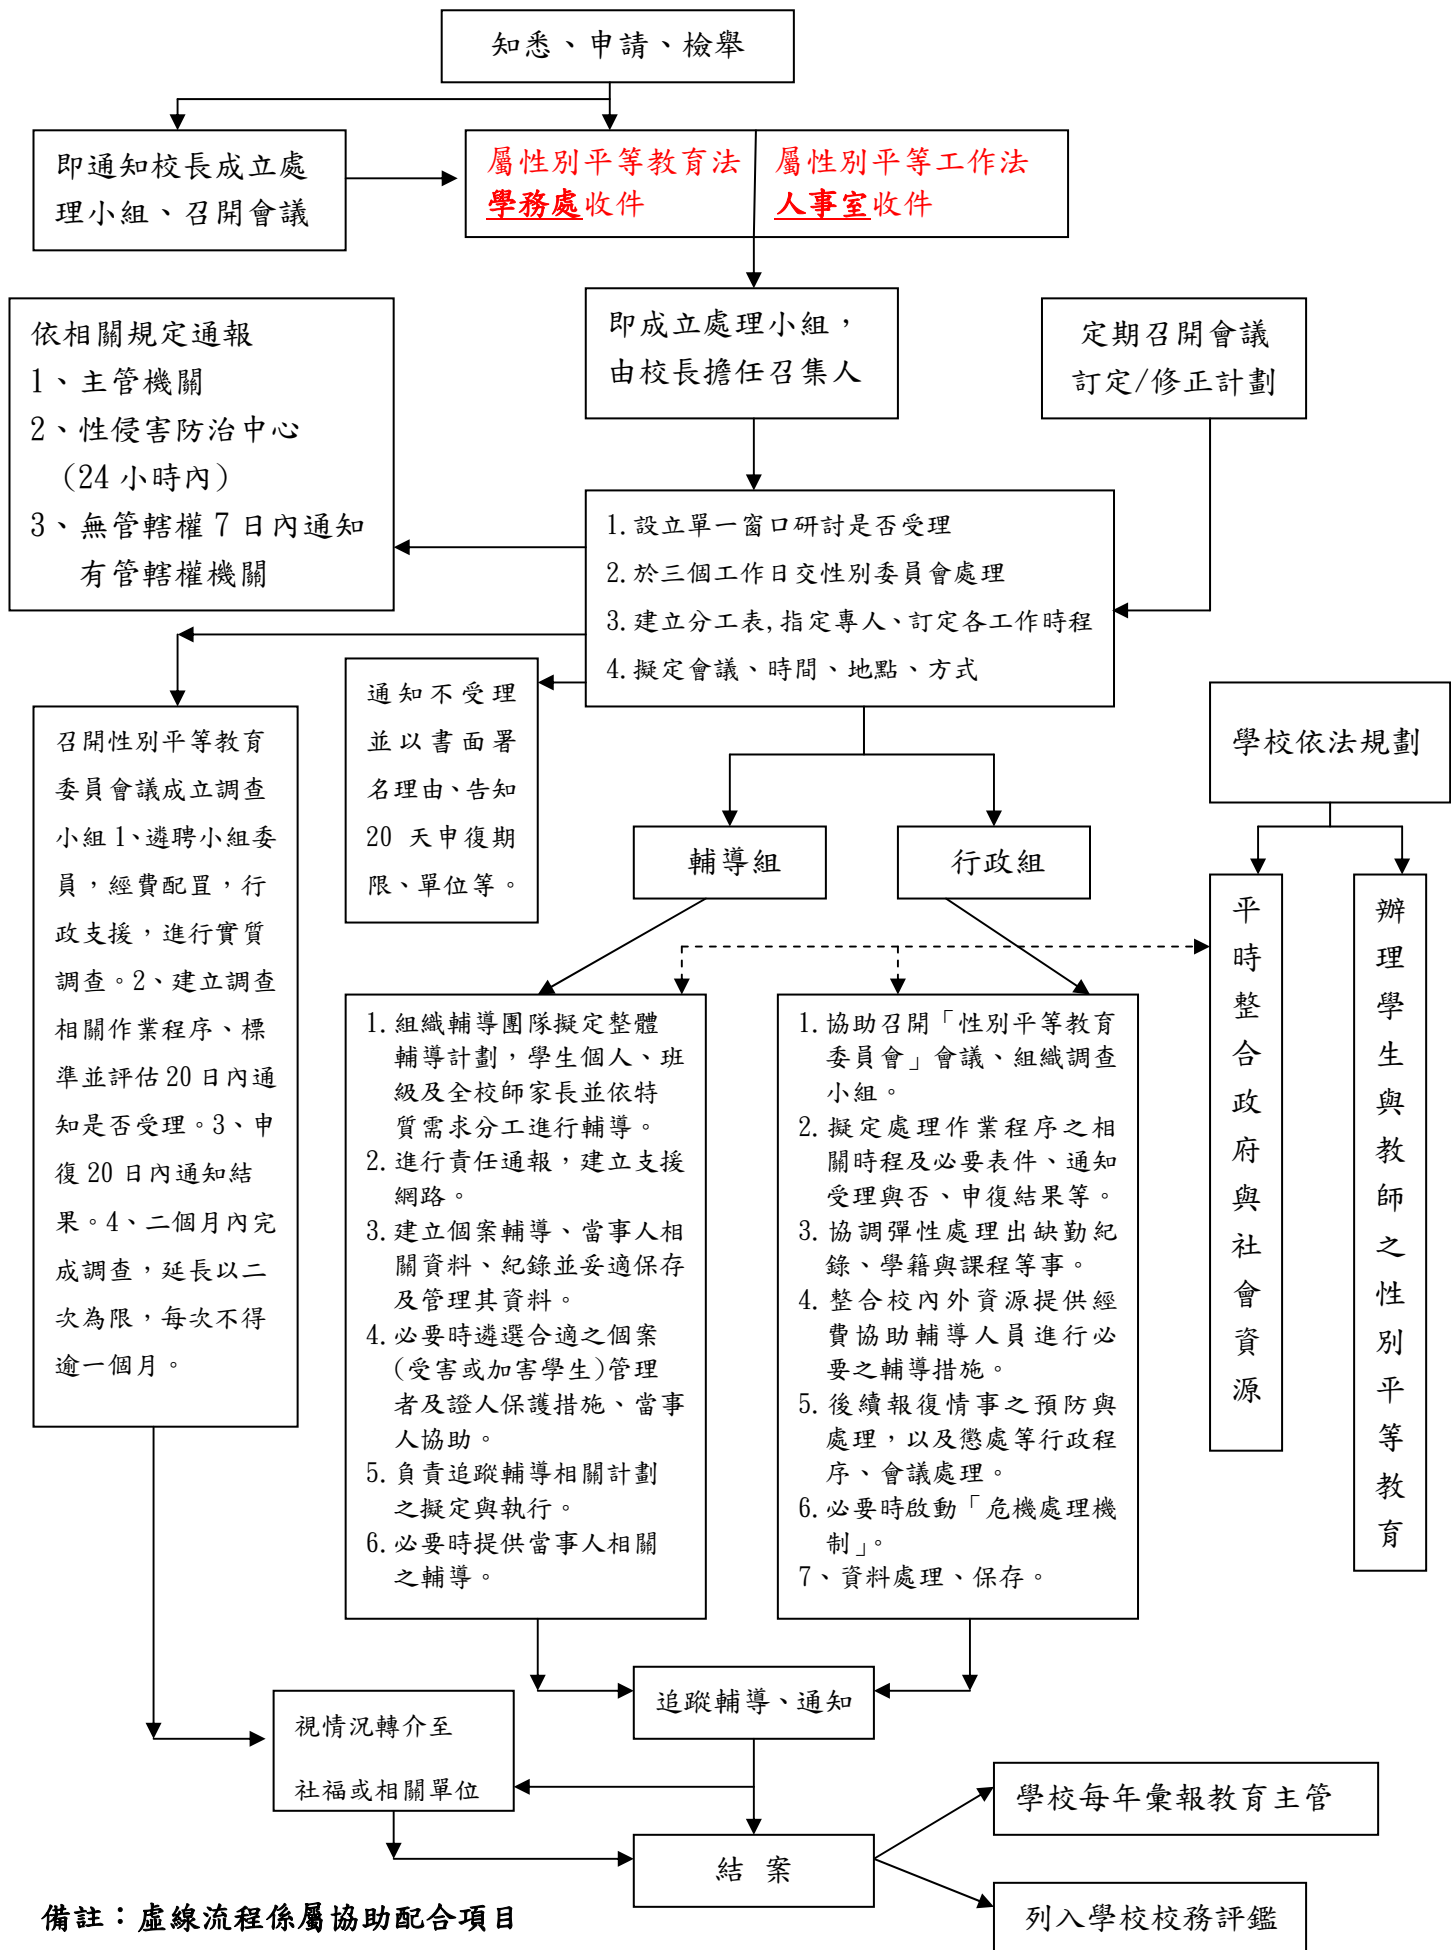 知悉、申請、檢舉
即通知校長成立處
理小組、召開會議
屬性別平等教育法
學務處收件
屬性別平等工作法
人事室收件
依相關規定通報
1、主管機關
2、性侵害防治中心
（24 小時內）
3、無管轄權 7 日內通知
有管轄權機關
即成立處理小組，
由校長擔任召集人
定期召開會議
訂定/修正計劃
1.設立單一窗口研討是否受理
2.於三個工作日交性別委員會處理
3.建立分工表,指定專人、訂定各工作時程
4.擬定會議、時間、地點、方式
通知不受理
並以書面署
名理由、告知
20 天申復期
限、單位等。
召開性別平等教育
委員會議成立調查
小組 1、遴聘小組委
員，經費配置，行
政支援，進行實質
調查。2、建立調查
相關作業程序、標
準並評估 20 日內通
知是否受理。3、申
復 20 日內通知結
果。4、二個月內完
成調查，延長以二
次為限，每次不得
逾一個月。
學校依法規劃
輔導組
行政組
平時整合政府與社會資源
辦理學生與教師之性別平等教育
1.組織輔導團隊擬定整體
輔導計劃，學生個人、班
級及全校師家長並依特
質需求分工進行輔導。
2.進行責任通報，建立支援
網路。
3.建立個案輔導、當事人相
關資料、紀錄並妥適保存
及管理其資料。
4.必要時遴選合適之個案
(受害或加害學生)管理
者及證人保護措施、當事
人協助。
5.負責追蹤輔導相關計劃
之擬定與執行。
6.必要時提供當事人相關
之輔導。
1.協助召開「性別平等教育
委員會」會議、組織調查
小組。
2.擬定處理作業程序之相
關時程及必要表件、通知
受理與否、申復結果等。
3.協調彈性處理出缺勤紀
錄、學籍與課程等事。
4.整合校內外資源提供經
費協助輔導人員進行必
要之輔導措施。
5.後續報復情事之預防與
處理，以及懲處等行政程
序、會議處理。
6.必要時啟動「危機處理機
制」。
7、資料處理、保存。
追蹤輔導、通知
視情況轉介至
社福或相關單位
結 案
學校每年彙報教育主管
列入學校校務評鑑
備註：虛線流程係屬協助配合項目